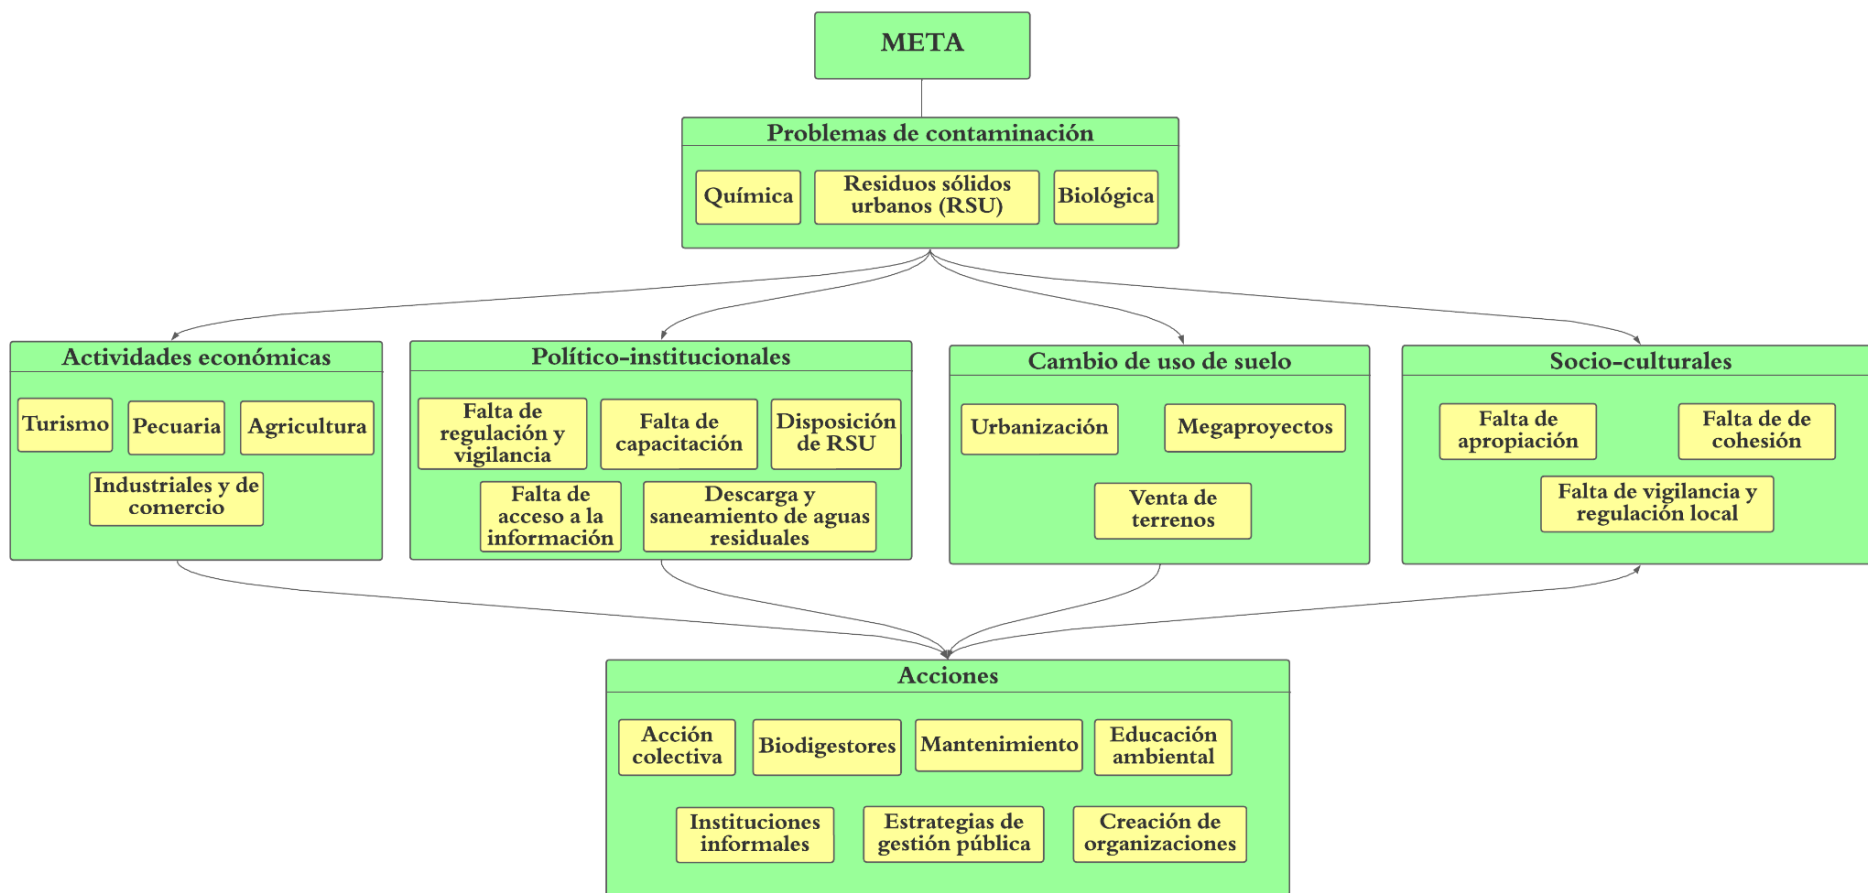 META
Problemas de contaminación
Química
Residuos sólidos
urbanos (RSU)
Biológica
Actividades económicas
Turismo
Pecuaria
Agricultura
Industriales y de
comercio
Político-institucionales
Falta de
regulación y
vigilancia
Falta de
capacitación
Disposición
de RSU
Falta de
acceso a la
información
Descarga y
saneamiento de aguas
residuales
Cambio de uso de suelo
Urbanización
Megaproyectos
Venta de
terrenos
Socio-culturales
Falta de
apropiación
Falta de de
cohesión
Falta de vigilancia y
regulación local
Acciones
Acción
colectiva
Biodigestores
Mantenimiento
Educación
ambiental
Instituciones
informales
Estrategias de
gestión pública
Creación de
organizaciones